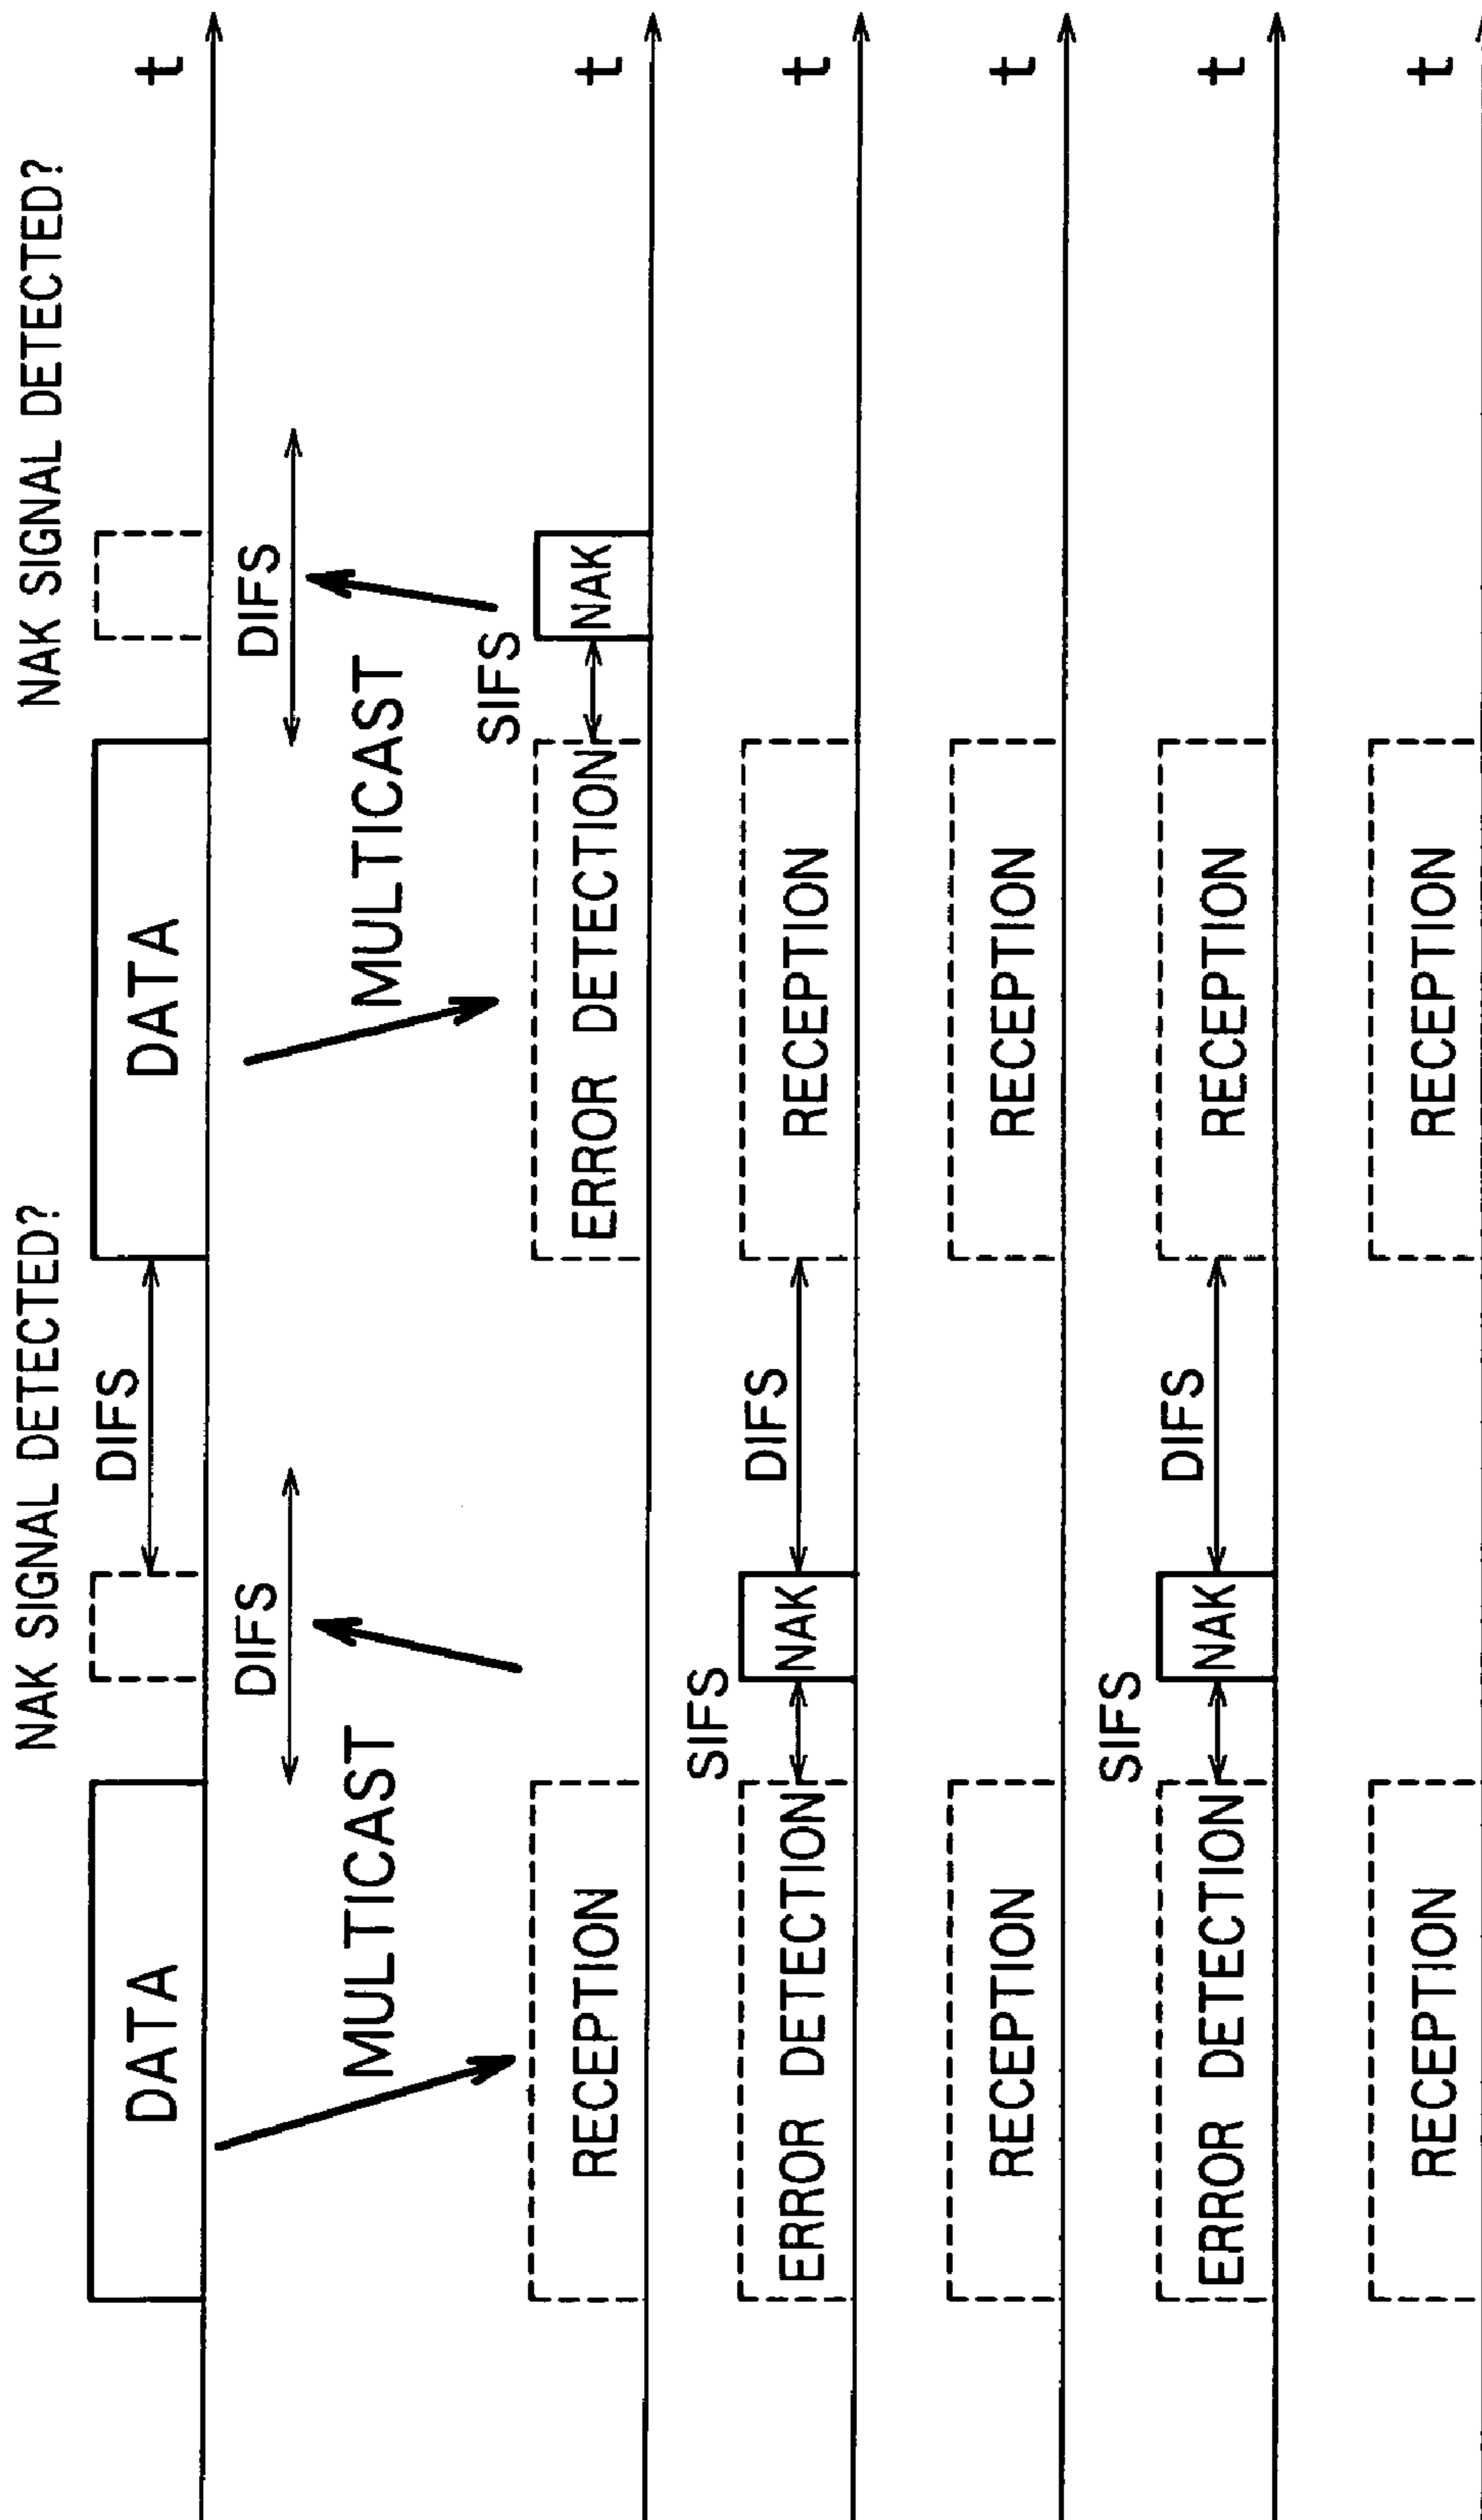 NAK SIGNAL DETECTED?
NAK SIGNAL DETECTED?
DATA
DIFS
DATA
t
DIFS
DIFS
MULTICAST
MULTICAST
SIFS
RECEPTION
ERROR DETECTION
NAK
t
SIFS
DIFS
ERROR DETECTION
NAK
RECEPTION
t
RECEPTION
RECEPTION
t
SIFS
DIFS
ERROR DETECTION
NAK
RECEPTION
t
RECEPTION
RECEPTION
t